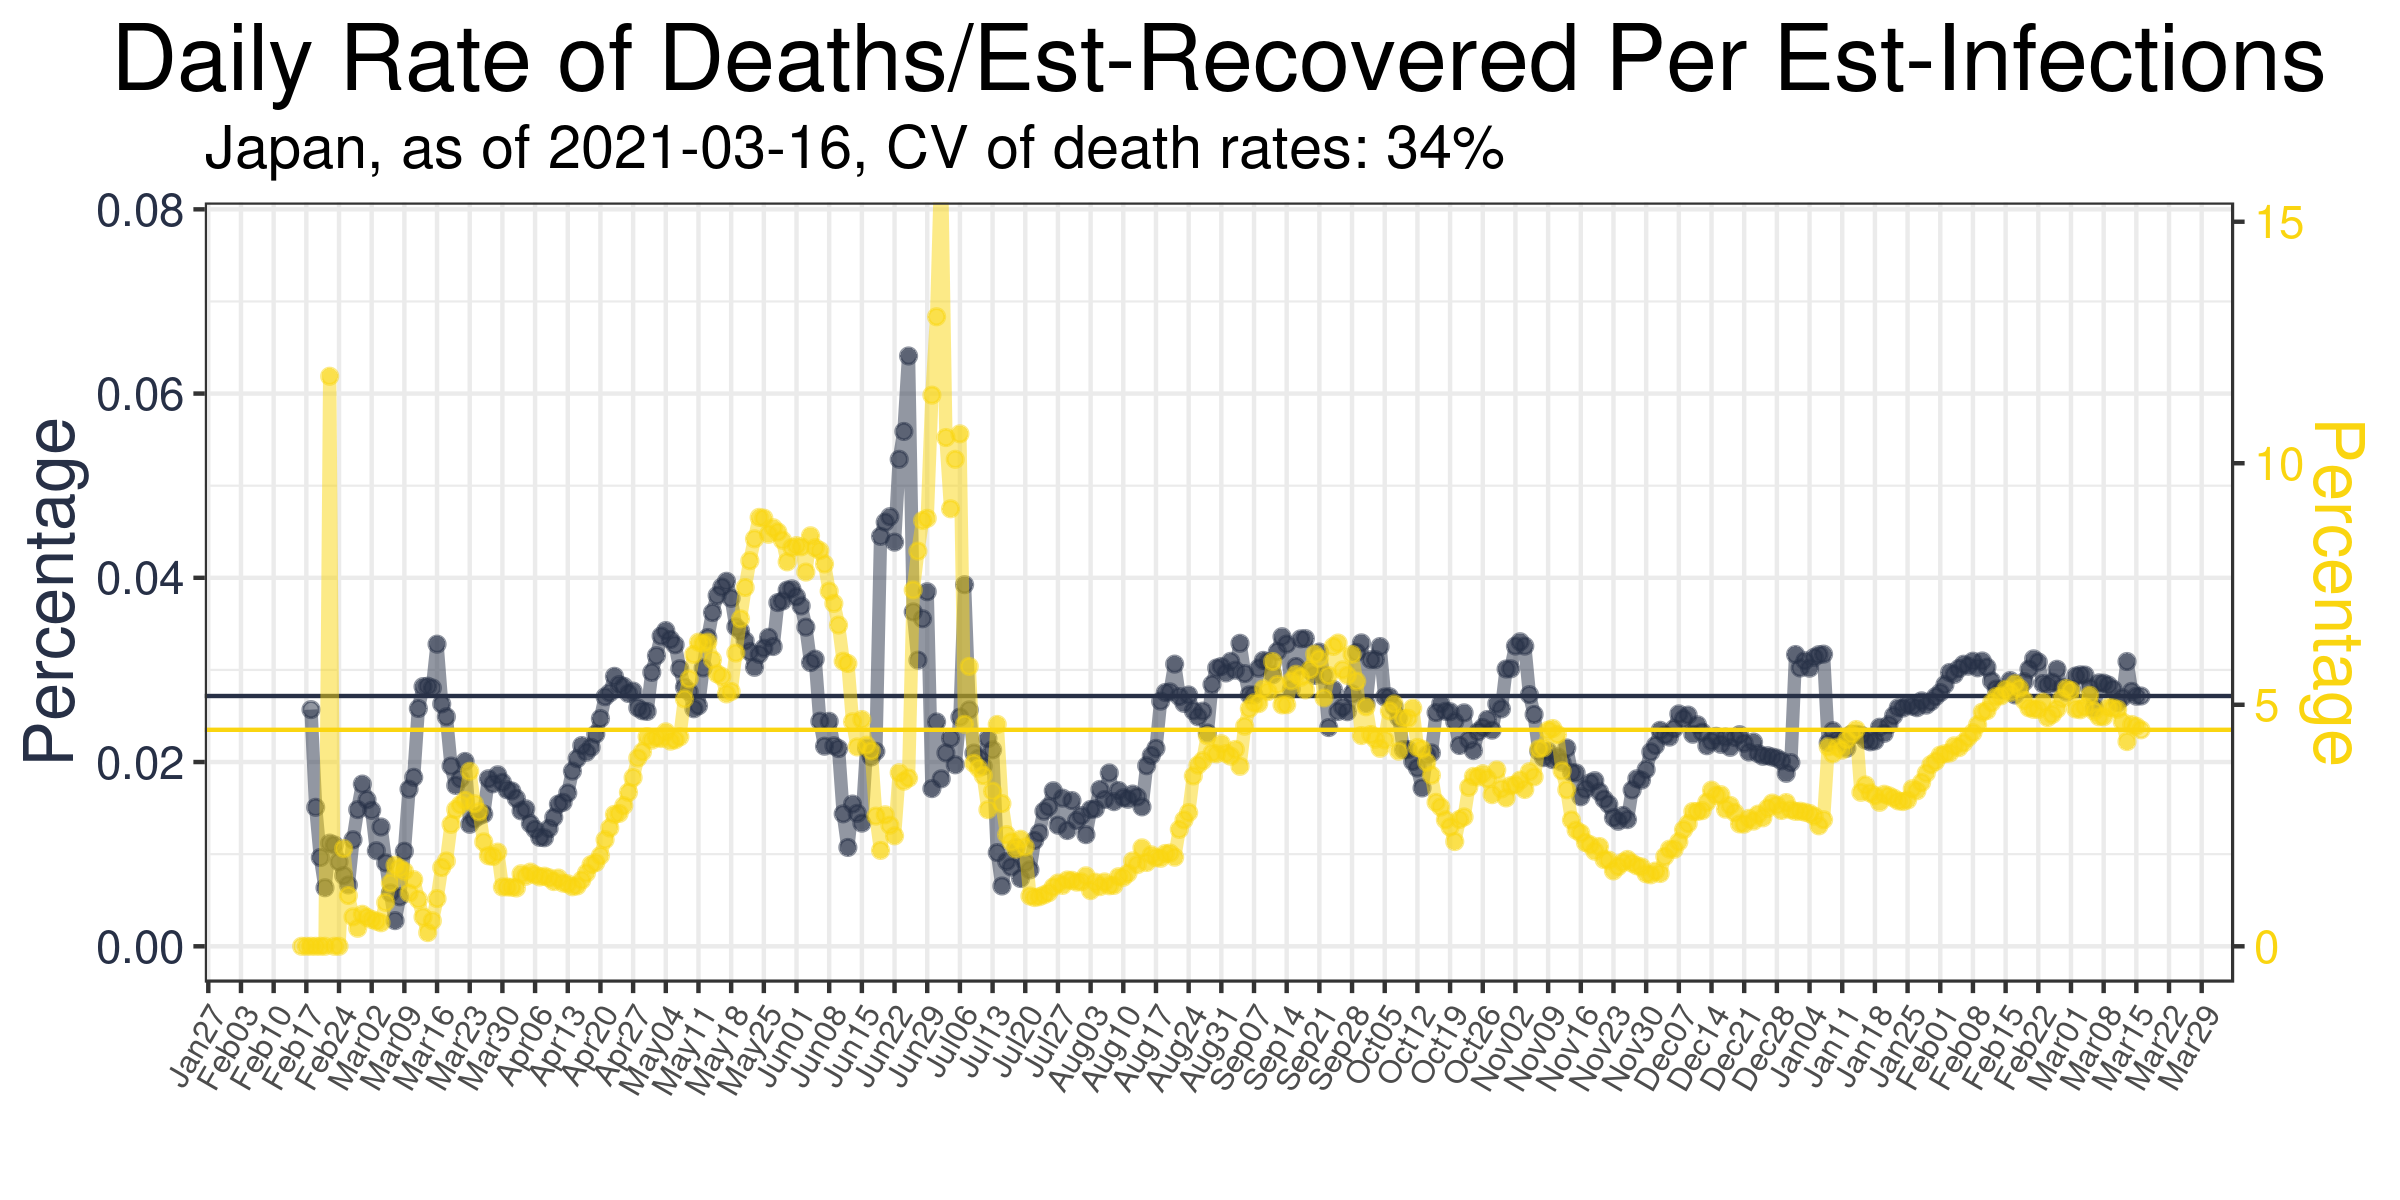 Daily Rate of Deaths/Est-Recovered Per Est-Infections
Japan, as of 2021-03-16, CV of death rates: 34%
Percentage
0.08
0.06
0.04
0.02
0.00
15
10
5
0
Percentage
Jan27
Feb03
Feb10
Feb17
Feb24
Mar02
Mar09
Mar16
Mar23
Mar30
Apr06
Apr13
Apr20
Apr27
May04
May11
May18
May25
Jun01
Jun08
Jun15
Jun22
Jun29
Jul06
Jul13
Jul20
Jul27
Aug03
Aug10
Aug17
Aug24
Aug31
Sep07
Sep14
Sep21
Sep28
Oct05
Oct12
Oct19
Oct26
Nov02
Nov09
Nov16
Nov23
Nov30
Dec07
Dec14
Dec21
Dec28
Jan04
Jan11
Jan18
Jan25
Feb01
Feb08
Feb15
Feb22
Mar01
Mar08
Mar15
Mar22
Mar29